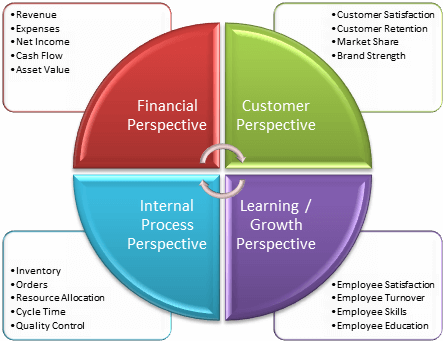 • Revenue
• Expenses
• Net Income
• Cash Flow
• Asset Value
• Customer Satisfaction
• Customer Retention
• Market Share
• Brand Strength
Financial
Perspective
Customer
Perspective
Internal
Process
Perspective
Learning /
Growth
Perspective
• Inventory
• Orders
• Resource Allocation
• Cycle Time
• Quality Control
• Employee Satisfaction
• Employee Turnover
• Employee Skills
• Employee Education